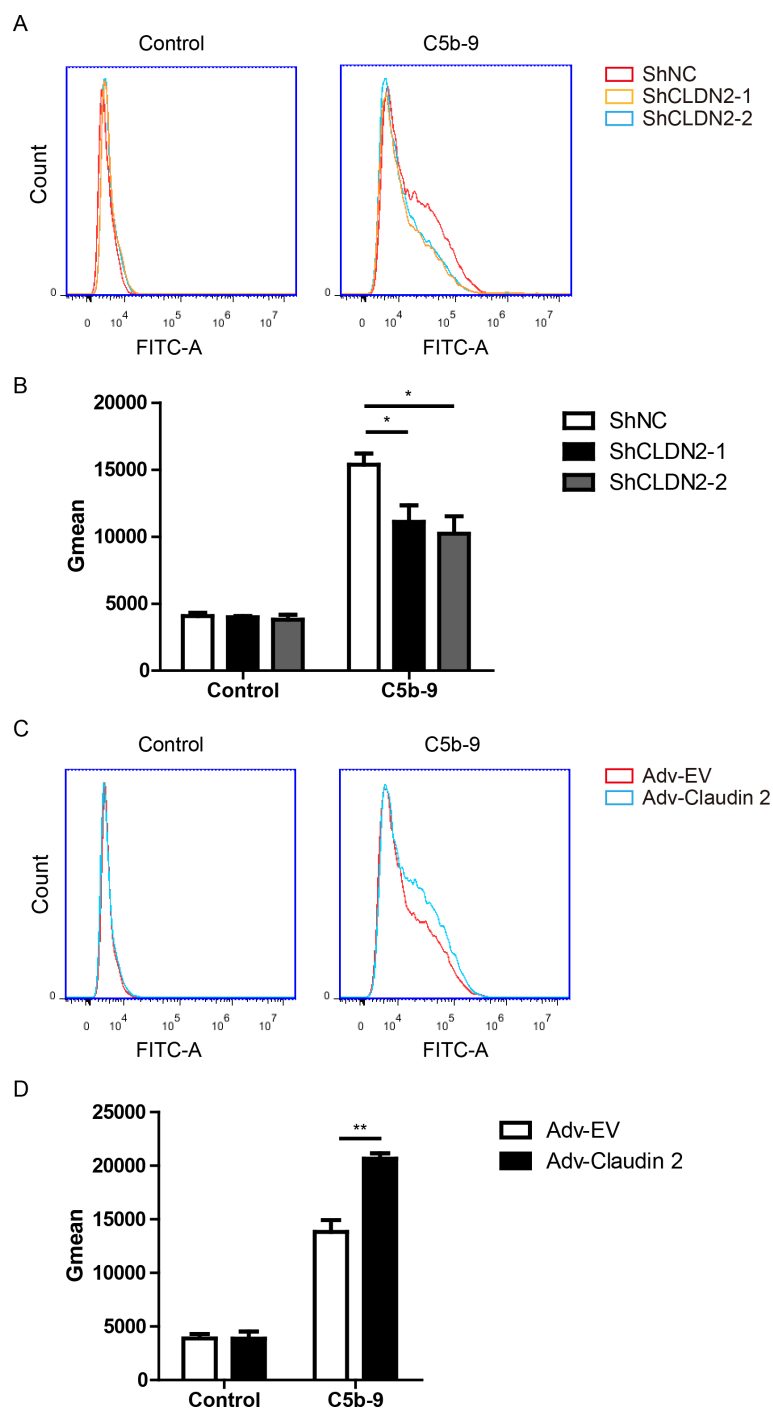 A
Control
C5b-9
ShNC
ShCLDN2-1
ShCLDN2-2
Count
0
0
0 10^4 10^5 10^6 10^7
0 10^4 10^5 10^6 10^7
FITC-A
FITC-A
B
20000
15000
10000
5000
0
Gmean
*
*
ShNC
ShCLDN2-1
ShCLDN2-2
Control
C5b-9
C
Control
C5b-9
Adv-EV
Adv-Claudin 2
Count
0
0
0 10^4 10^5 10^6 10^7
0 10^4 10^5 10^6 10^7
FITC-A
FITC-A
D
25000
20000
15000
10000
5000
0
Gmean
**
Adv-EV
Adv-Claudin 2
Control
C5b-9